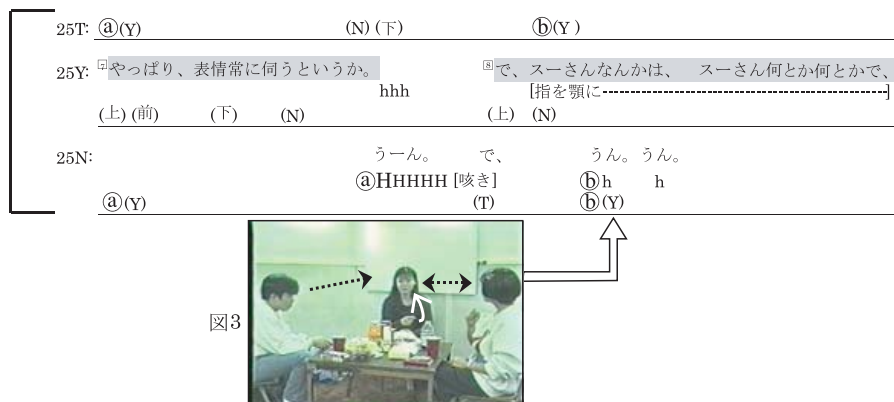 25T: ⓐ(Y) (N) (下) ⓑ(Y )
25Y: 7やっぱり、表情常に伺うというか。 8で、スーさんなんかは、 スーさん何とか何とかで、
hhh [指を顎に---------------------------------------]
(上) (前) (下) (N) (上) (N)
25N: うーん。 で、 うん。うん。
ⓐHHHHHH [咳き] ⓑh h
ⓐ(Y) (T) ⓑ(Y)
図3